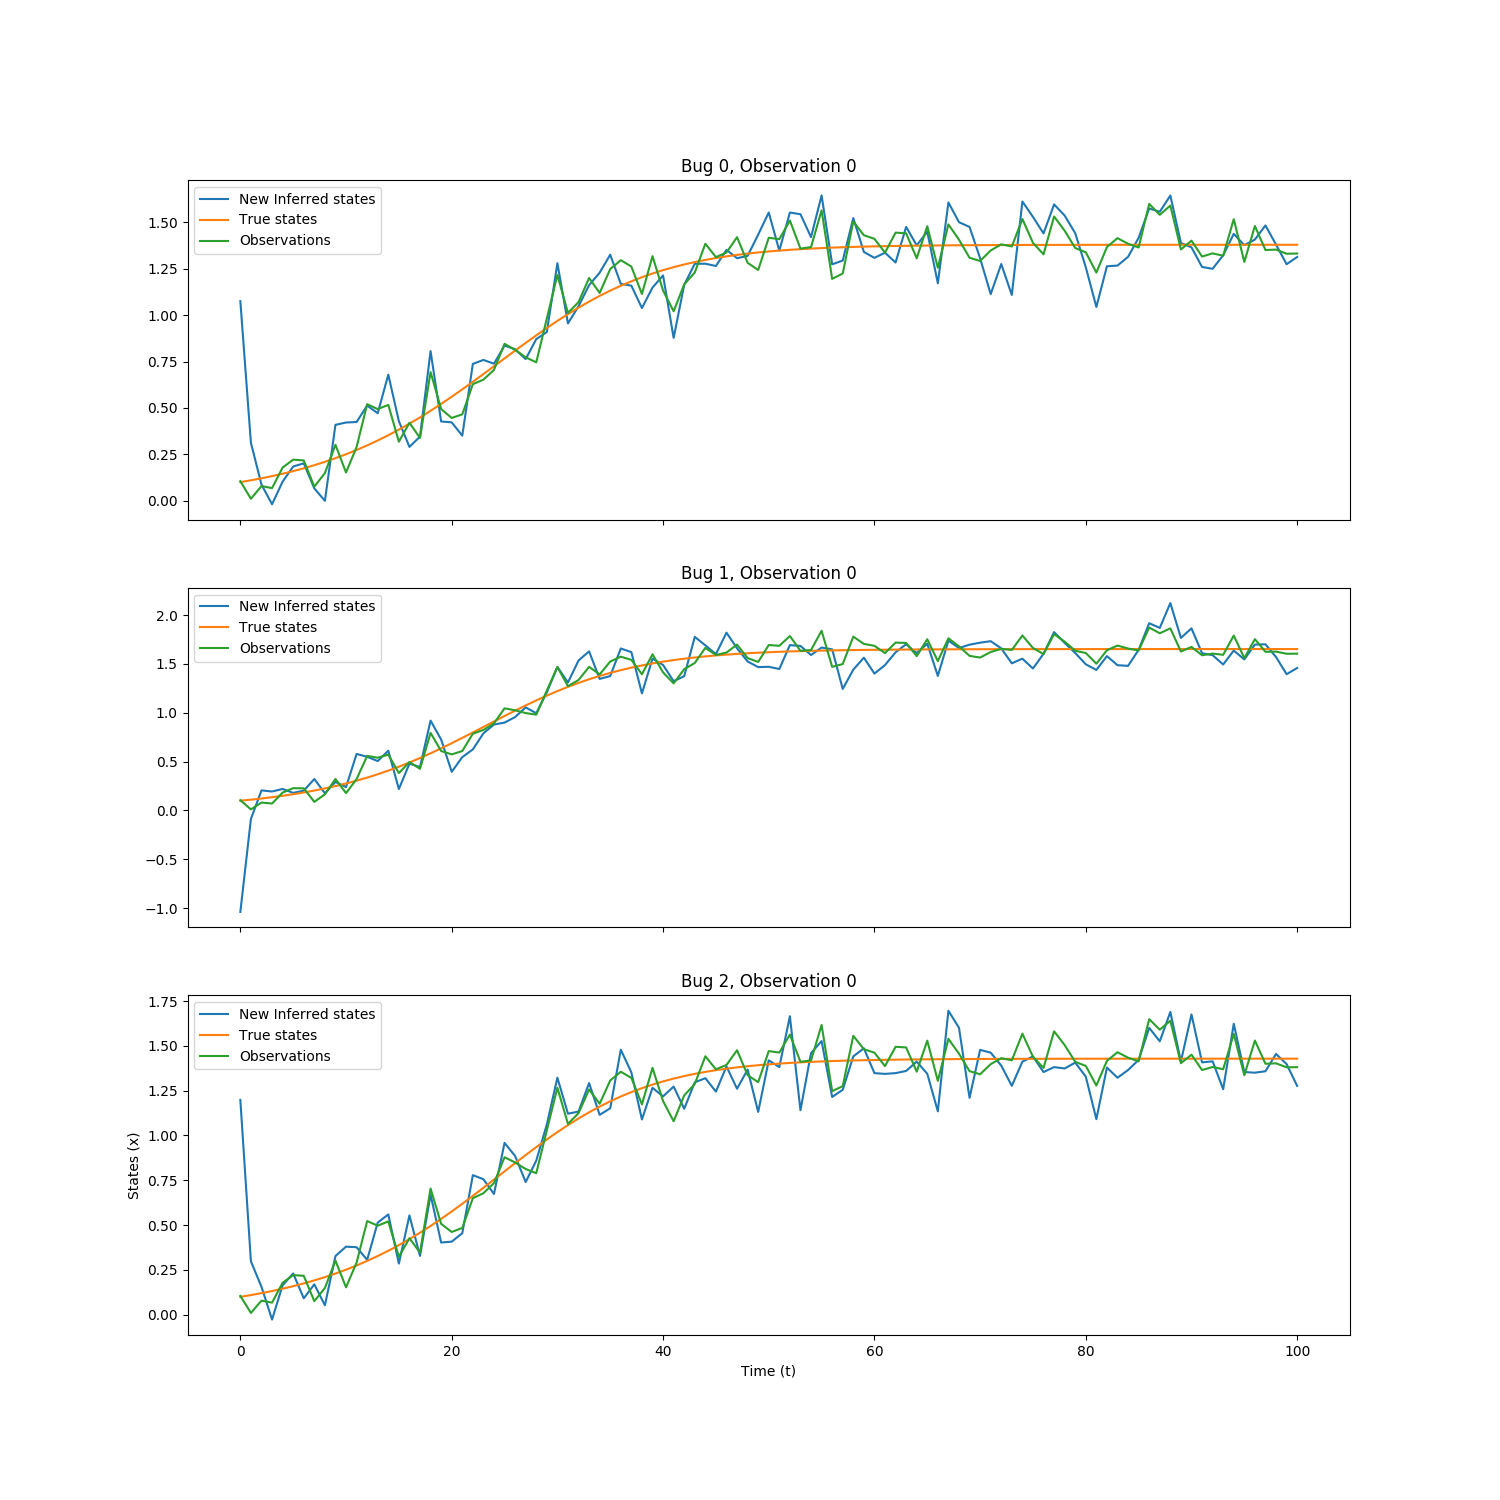 Bug 0, Observation 0
New Inferred states
True states
Observations
1.50
1.25
1.00
0.75
0.50
0.25
0.00
Bug 1, Observation 0
New Inferred states
True states
Observations
2.0
1.5
1.0
0.5
0.0
−0.5
−1.0
Bug 2, Observation 0
New Inferred states
True states
Observations
1.75
1.50
1.25
1.00
0.75
0.50
0.25
0.00
States (x)
0 20 40 60 80 100
Time (t)